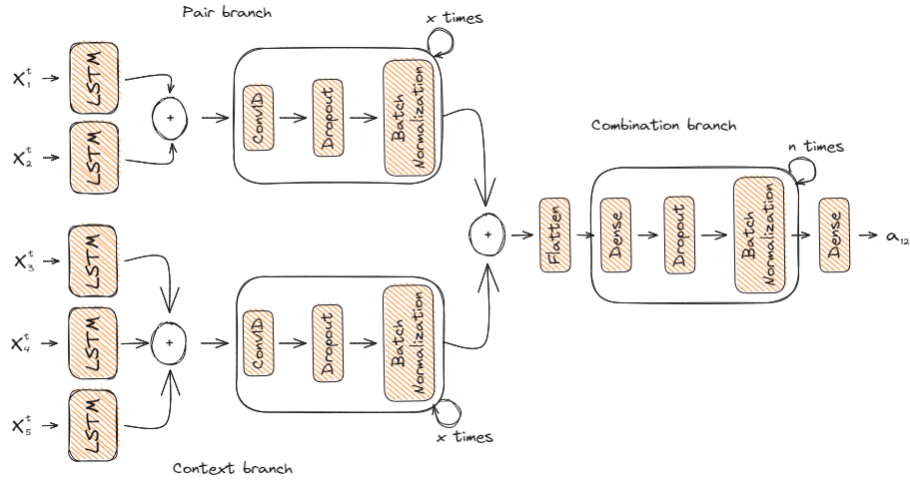 Pair branch
x times
X₁ᵗ
LSTM
+
X₂ᵗ
LSTM
Conv1D
Dropout
Batch
Normalization
X₃ᵗ
LSTM
X₄ᵗ
LSTM
+
X₅ᵗ
LSTM
Conv1D
Dropout
Batch
Normalization
x times
Context branch
+
Flatten
Combination branch
n times
Dense
Dropout
Batch
Normalization
Dense
a₁₂